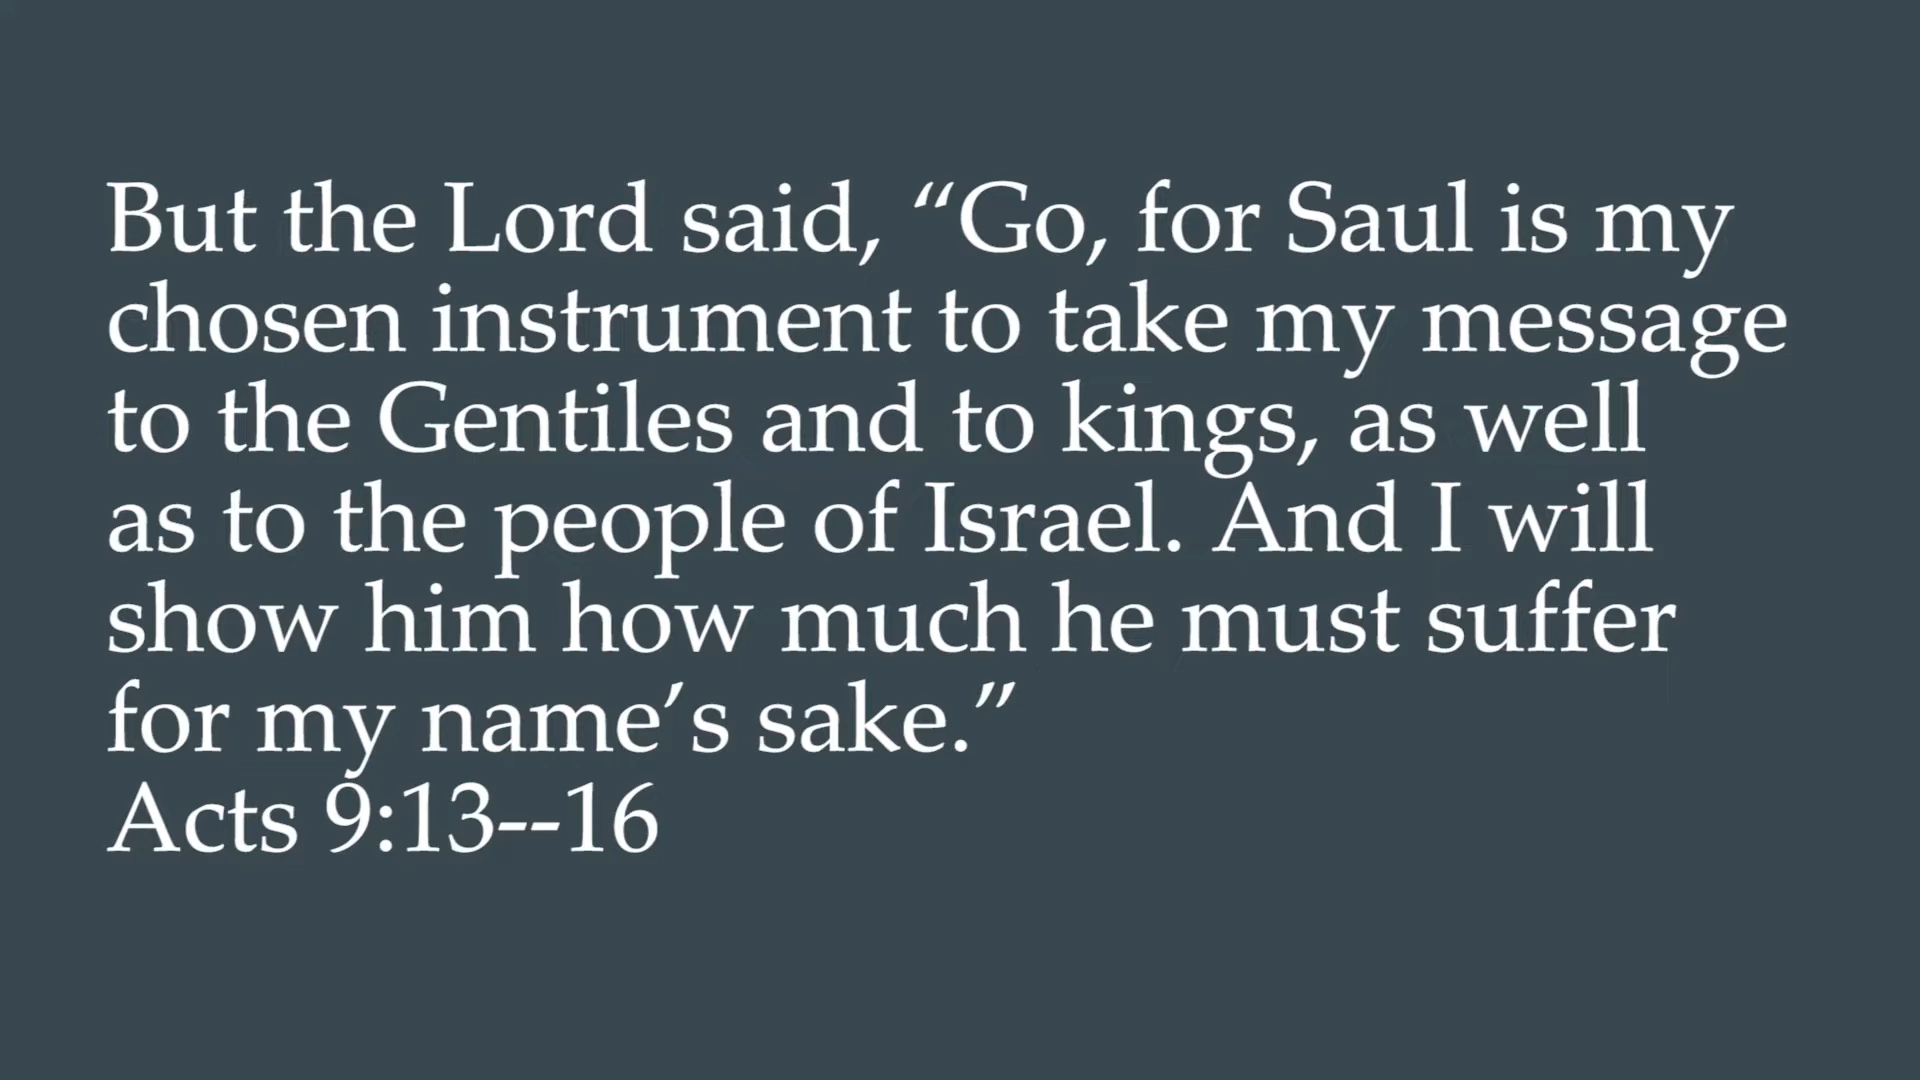 But the Lord said, “Go, for Saul is my
chosen instrument to take my message
to the Gentiles and to kings, as well
as to the people of Israel. And I will
show him how much he must suffer
for my name’s sake.”
Acts 9:13--16